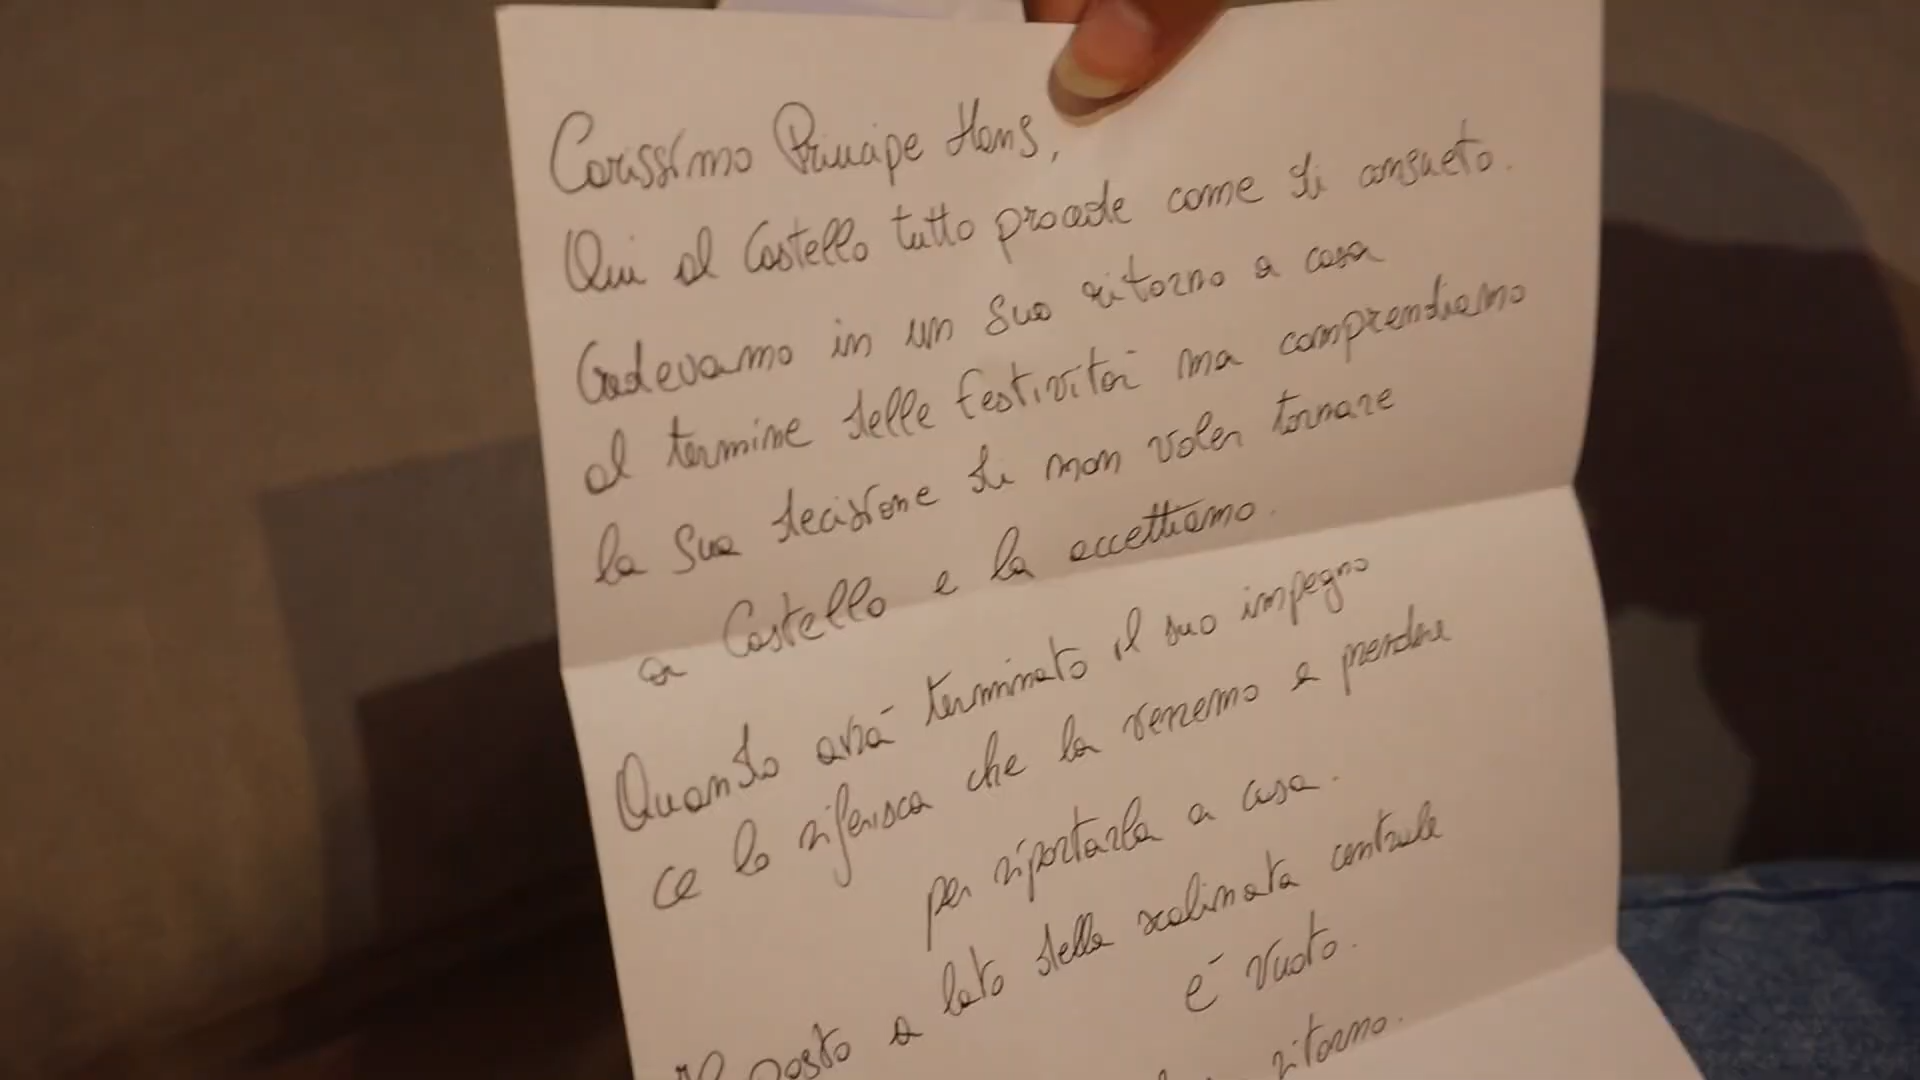 Carissimo Principe Hans,
Qui al Castello tutto procede come di consueto.
Credevamo in un suo ritorno a casa
al termine delle festività ma comprendiamo
la sua decisione di non voler tornare
a Castello e la accettiamo.
Quando avrà terminato il suo impegno
ce lo riferisca che la verremo a prendere
per riportarla a casa.
Il posto a lato della scalinata centrale
è vuoto.
ritorno.